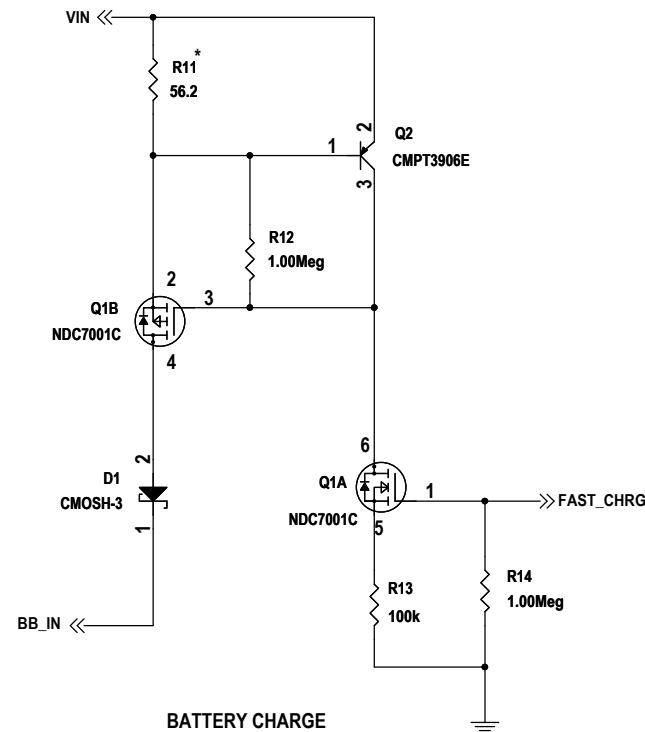 VIN
R11*
56.2
2
Q2
1
CMPT3906E
3
R12
1.00Meg
2
Q1B
3
NDC7001C
4
6
2
D1
Q1A
1
CMOSH-3
NDC7001C
FAST_CHRG
1
5
R13
R14
100k
1.00Meg
BB_IN
BATTERY CHARGE